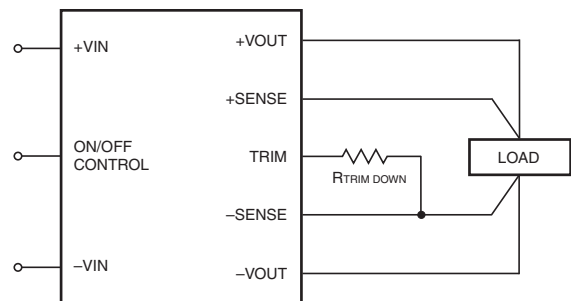 +VIN
+VOUT
+SENSE
ON/OFF
CONTROL
TRIM
RTRIM DOWN
LOAD
–SENSE
–VIN
–VOUT